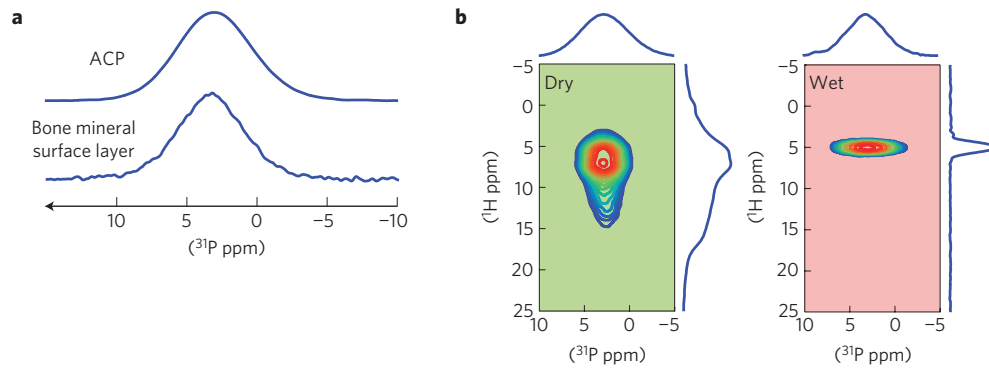 a
ACP
Bone mineral
surface layer
10 5 0 −5 −10
(³¹P ppm)
b
Dry
−5
0
5
10
15
20
25
(¹H ppm)
10 5 0 −5
(³¹P ppm)
Wet
−5
0
5
10
15
20
25
(¹H ppm)
10 5 0 −5
(³¹P ppm)